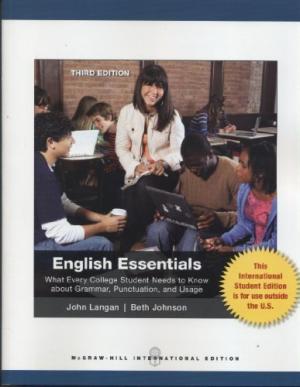 THIRD EDITION
English Essentials
What Every College Student Needs to Know
about Grammar, Punctuation, and Usage
John Langan | Beth Johnson
This
International
Student Edition
is for use outside
the U.S.
McGRAW-HILL INTERNATIONAL EDITION